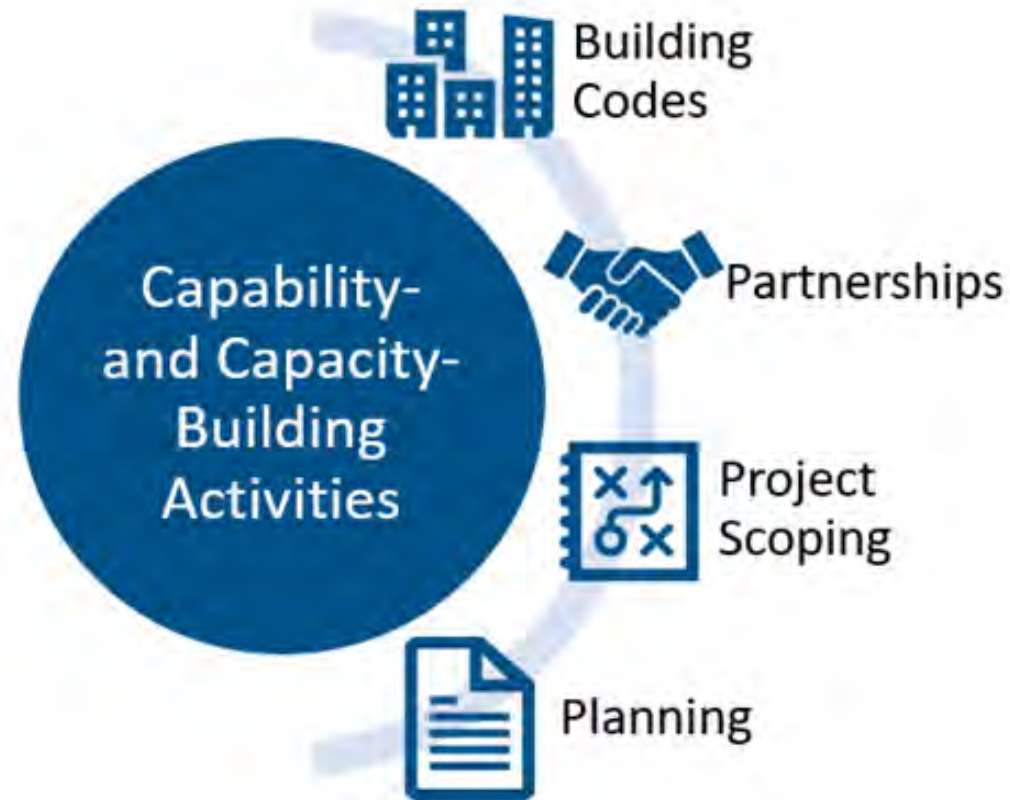 Capability-
and Capacity-
Building
Activities
Building
Codes
Partnerships
Project
Scoping
Planning